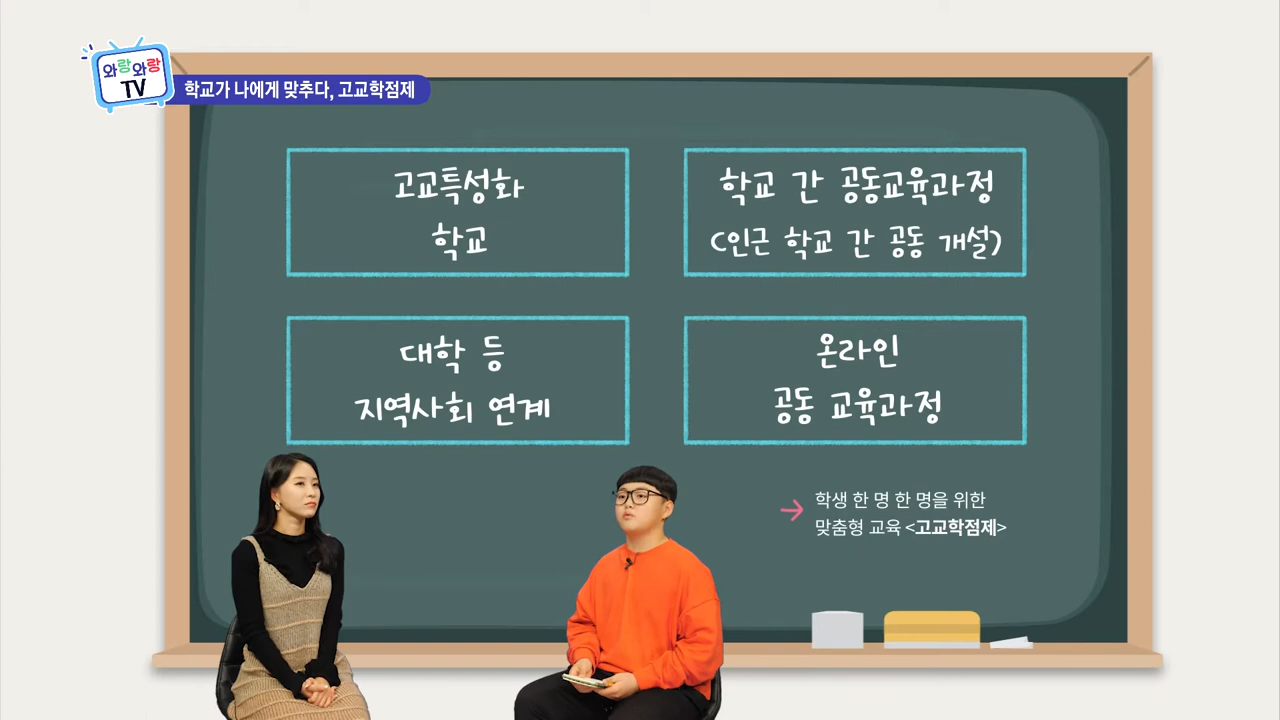 와랑와랑
TV
학교가 나에게 맞추다, 고교학점제
고교특성화
학교
학교 간 공동교육과정
(인근 학교 간 공동 개설)
대학 등
지역사회 연계
온라인
공동 교육과정
→ 학생 한 명 한 명을 위한
맞춤형 교육 <고교학점제>